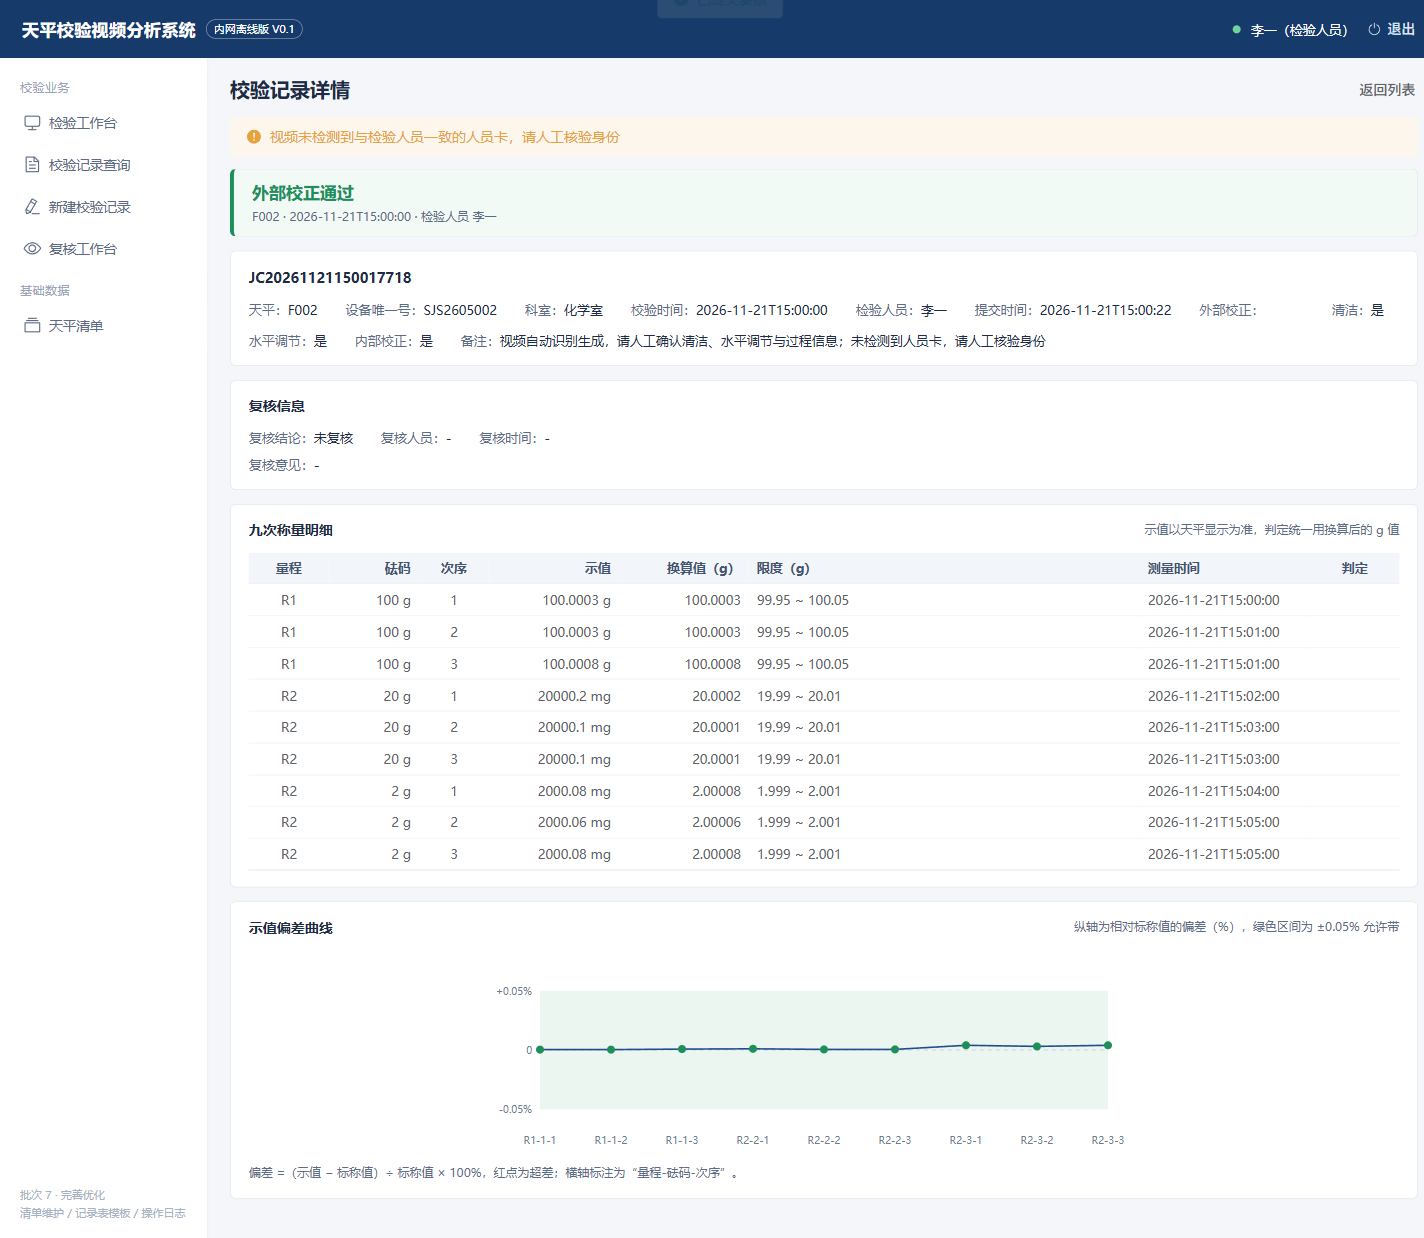 天平校验视频分析系统 内网离线版 V0.1 李一（检验人员） 退出
校验业务
检验工作台
校验记录查询
新建校验记录
复核工作台
基础数据
天平清单
批次 7 · 完善优化
清单维护 / 记录表模板 / 操作日志
校验记录详情 返回列表
视频未检测到与检验人员一致的人员卡，请人工核验身份
外部校正通过
F002 · 2026-11-21T15:00:00 · 检验人员 李一
JC20261121150017718
天平：F002 设备唯一号：SJS2605002 科室：化学室 校验时间：2026-11-21T15:00:00 检验人员：李一 提交时间：2026-11-21T15:00:22 外部校正： 清洁：是
水平调节：是 内部校正：是 备注：视频自动识别生成，请人工确认清洁、水平调节与过程信息；未检测到人员卡，请人工核验身份
复核信息
复核结论：未复核 复核人员：- 复核时间：-
复核意见：-
九次称量明细 示值以天平显示为准，判定统一用换算后的 g 值
量程 砝码 次序 示值 换算值（g） 限度（g） 测量时间 判定
R1 100 g 1 100.0003 g 100.0003 99.95 ~ 100.05 2026-11-21T15:00:00
R1 100 g 2 100.0003 g 100.0003 99.95 ~ 100.05 2026-11-21T15:01:00
R1 100 g 3 100.0008 g 100.0008 99.95 ~ 100.05 2026-11-21T15:01:00
R2 20 g 1 20000.2 mg 20.0002 19.99 ~ 20.01 2026-11-21T15:02:00
R2 20 g 2 20000.1 mg 20.0001 19.99 ~ 20.01 2026-11-21T15:03:00
R2 20 g 3 20000.1 mg 20.0001 19.99 ~ 20.01 2026-11-21T15:03:00
R2 2 g 1 2000.08 mg 2.00008 1.999 ~ 2.001 2026-11-21T15:04:00
R2 2 g 2 2000.06 mg 2.00006 1.999 ~ 2.001 2026-11-21T15:05:00
R2 2 g 3 2000.08 mg 2.00008 1.999 ~ 2.001 2026-11-21T15:05:00
示值偏差曲线 纵轴为相对标称值的偏差（%），绿色区间为 ±0.05% 允许带
+0.05%
0
-0.05%
R1-1-1 R1-1-2 R1-1-3 R2-2-1 R2-2-2 R2-2-3 R2-3-1 R2-3-2 R2-3-3
偏差 =（示值 − 标称值）÷ 标称值 × 100%，红点为超差；横轴标注为“量程-砝码-次序”。